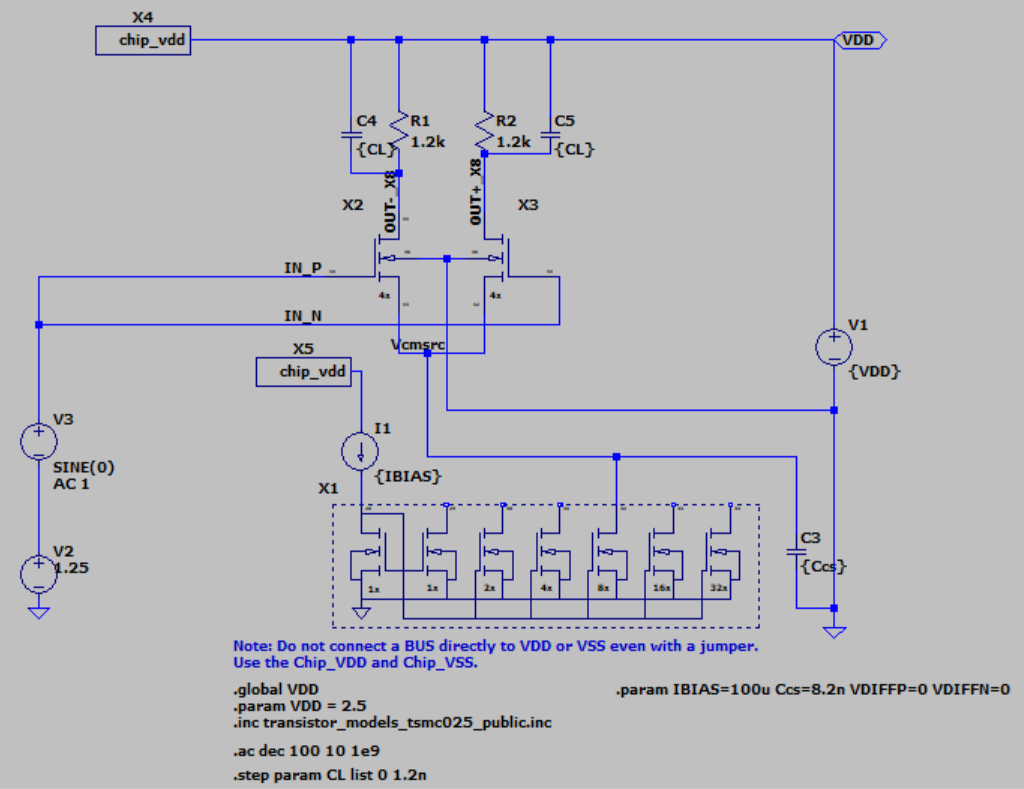 X4
chip_vdd
VDD
C4
R1
R2
C5
{CL}
1.2k
1.2k
{CL}
OUT-_X8
OUT+_X8
X2
X3
IN_P
4x
4x
IN_N
Vcmsrc
V1
{VDD}
X5
chip_vdd
V3
SINE(0)
AC 1
I1
{IBIAS}
X1
V2
1.25
C3
{Ccs}
1x
1x
2x
4x
8x
16x
32x
Note: Do not connect a BUS directly to VDD or VSS even with a jumper.
Use the Chip_VDD and Chip_VSS.
.global VDD
.param IBIAS=100u Ccs=8.2n VDIFFP=0 VDIFFN=0
.param VDD = 2.5
.inc transistor_models_tsmc025_public.inc
.ac dec 100 10 1e9
.step param CL list 0 1.2n